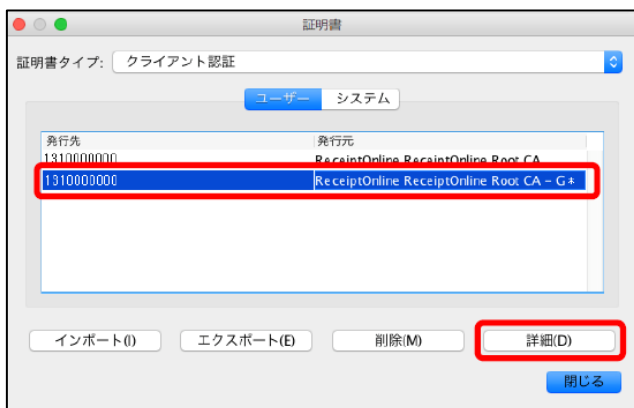 証明書
証明書タイプ: クライアント認証
ユーザー システム
発行先 発行元
1310000000 ReceiptOnline ReceiptOnline Root CA
1310000000 ReceiptOnline ReceiptOnline Root CA – G*
インポート(I) エクスポート(E) 削除(M) 詳細(D)
閉じる